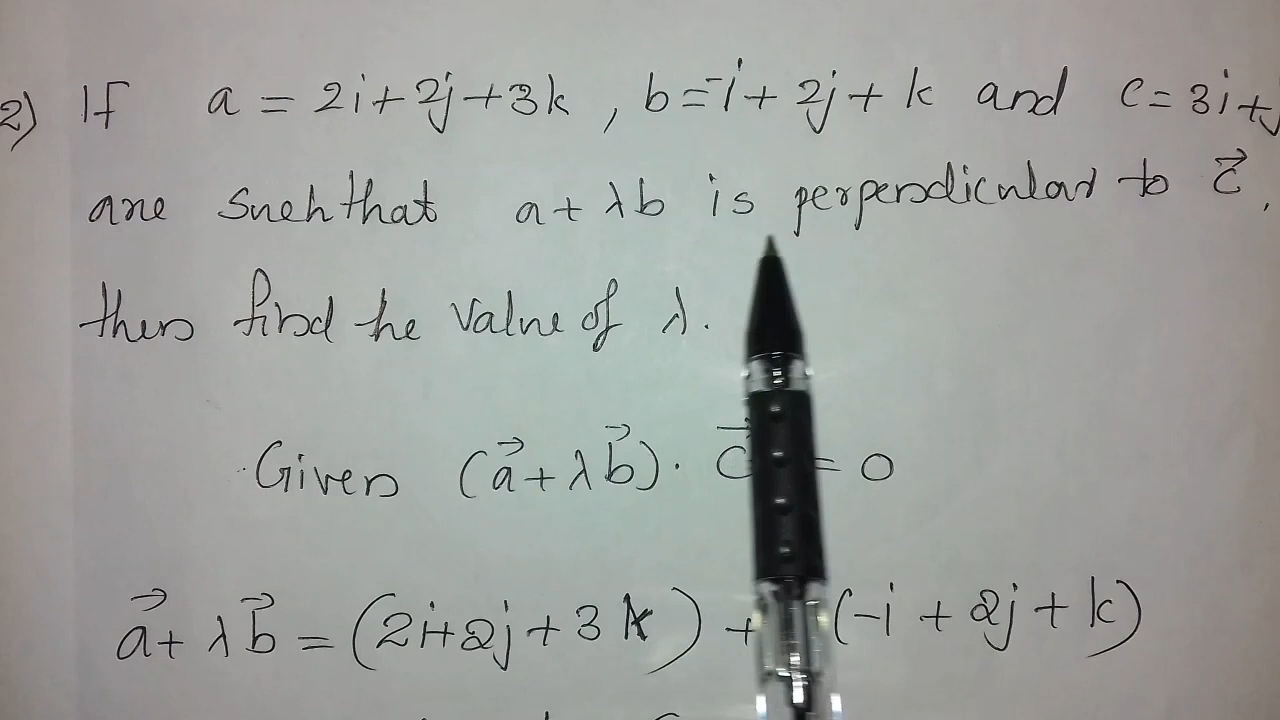 2) If a = 2i + 2j + 3k , b = -i + 2j + k and c = 3i + j
are such that a + λb is perpendicular to c⃗ ,
then find the value of λ.
Given (a⃗ + λb⃗) . c⃗ = 0
a⃗ + λb⃗ = (2i + 2j + 3k) + (-i + 2j + k)